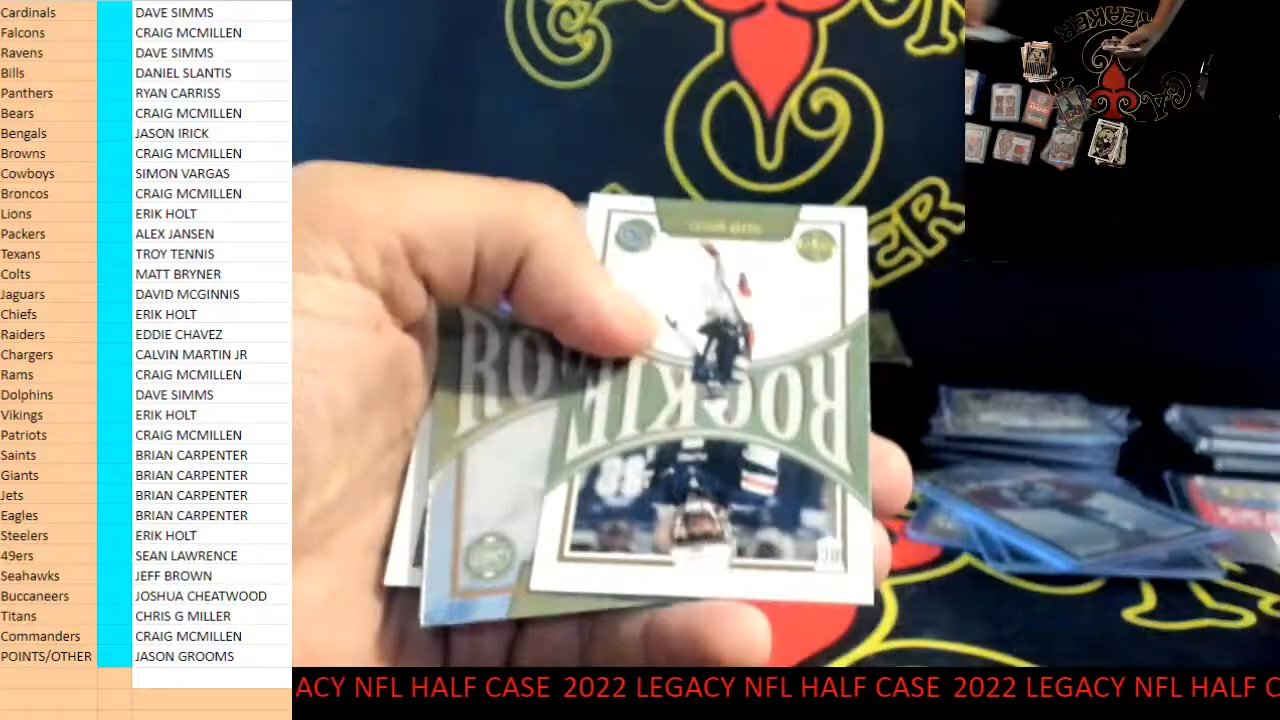 Cardinals DAVE SIMMS
Falcons CRAIG MCMILLEN
Ravens DAVE SIMMS
Bills DANIEL SLANTIS
Panthers RYAN CARRISS
Bears CRAIG MCMILLEN
Bengals JASON IRICK
Browns CRAIG MCMILLEN
Cowboys SIMON VARGAS
Broncos CRAIG MCMILLEN
Lions ERIK HOLT
Packers ALEX JANSEN
Texans TROY TENNIS
Colts MATT BRYNER
Jaguars DAVID MCGINNIS
Chiefs ERIK HOLT
Raiders EDDIE CHAVEZ
Chargers CALVIN MARTIN JR
Rams CRAIG MCMILLEN
Dolphins DAVE SIMMS
Vikings ERIK HOLT
Patriots CRAIG MCMILLEN
Saints BRIAN CARPENTER
Giants BRIAN CARPENTER
Jets BRIAN CARPENTER
Eagles BRIAN CARPENTER
Steelers ERIK HOLT
49ers SEAN LAWRENCE
Seahawks JEFF BROWN
Buccaneers JOSHUA CHEATWOOD
Titans CHRIS G MILLER
Commanders CRAIG MCMILLEN
POINTS/OTHER JASON GROOMS
ROOKIE
RO
ACY NFL HALF CASE 2022 LEGACY NFL HALF CASE 2022 LEGACY NFL HALF C